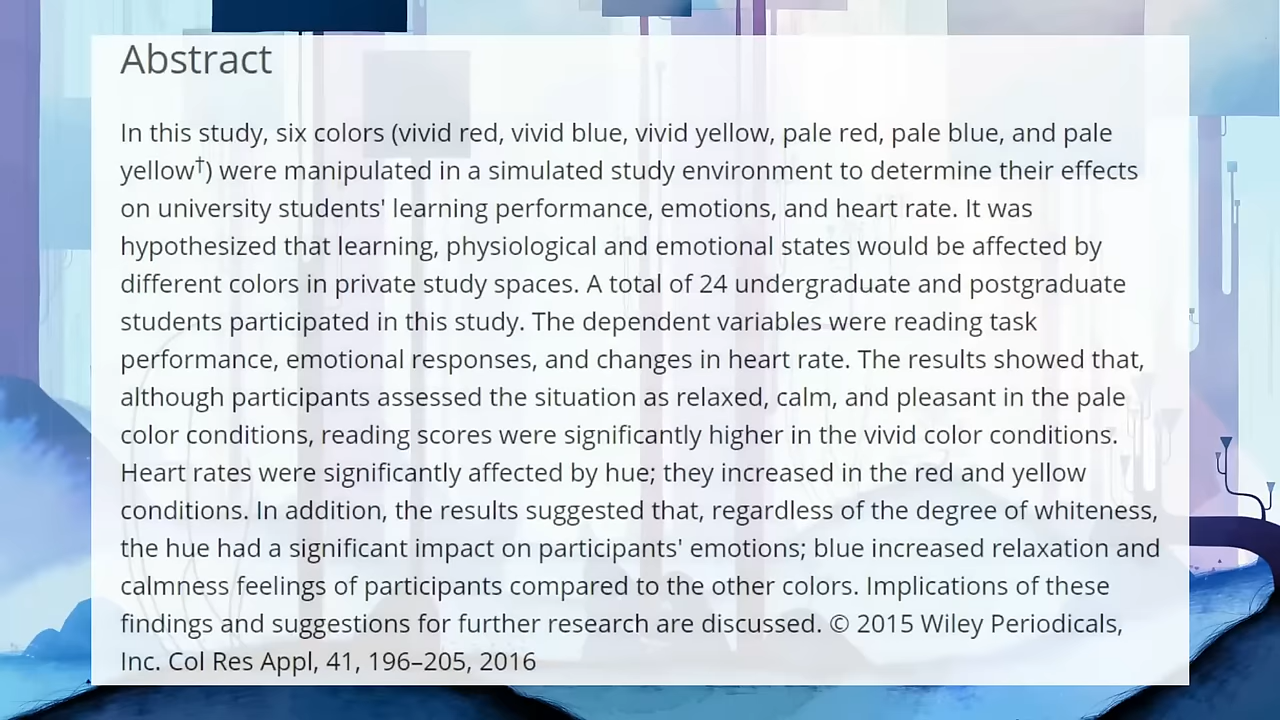 Abstract
In this study, six colors (vivid red, vivid blue, vivid yellow, pale red, pale blue, and pale
yellow†) were manipulated in a simulated study environment to determine their effects
on university students' learning performance, emotions, and heart rate. It was
hypothesized that learning, physiological and emotional states would be affected by
different colors in private study spaces. A total of 24 undergraduate and postgraduate
students participated in this study. The dependent variables were reading task
performance, emotional responses, and changes in heart rate. The results showed that,
although participants assessed the situation as relaxed, calm, and pleasant in the pale
color conditions, reading scores were significantly higher in the vivid color conditions.
Heart rates were significantly affected by hue; they increased in the red and yellow
conditions. In addition, the results suggested that, regardless of the degree of whiteness,
the hue had a significant impact on participants' emotions; blue increased relaxation and
calmness feelings of participants compared to the other colors. Implications of these
findings and suggestions for further research are discussed. © 2015 Wiley Periodicals,
Inc. Col Res Appl, 41, 196–205, 2016